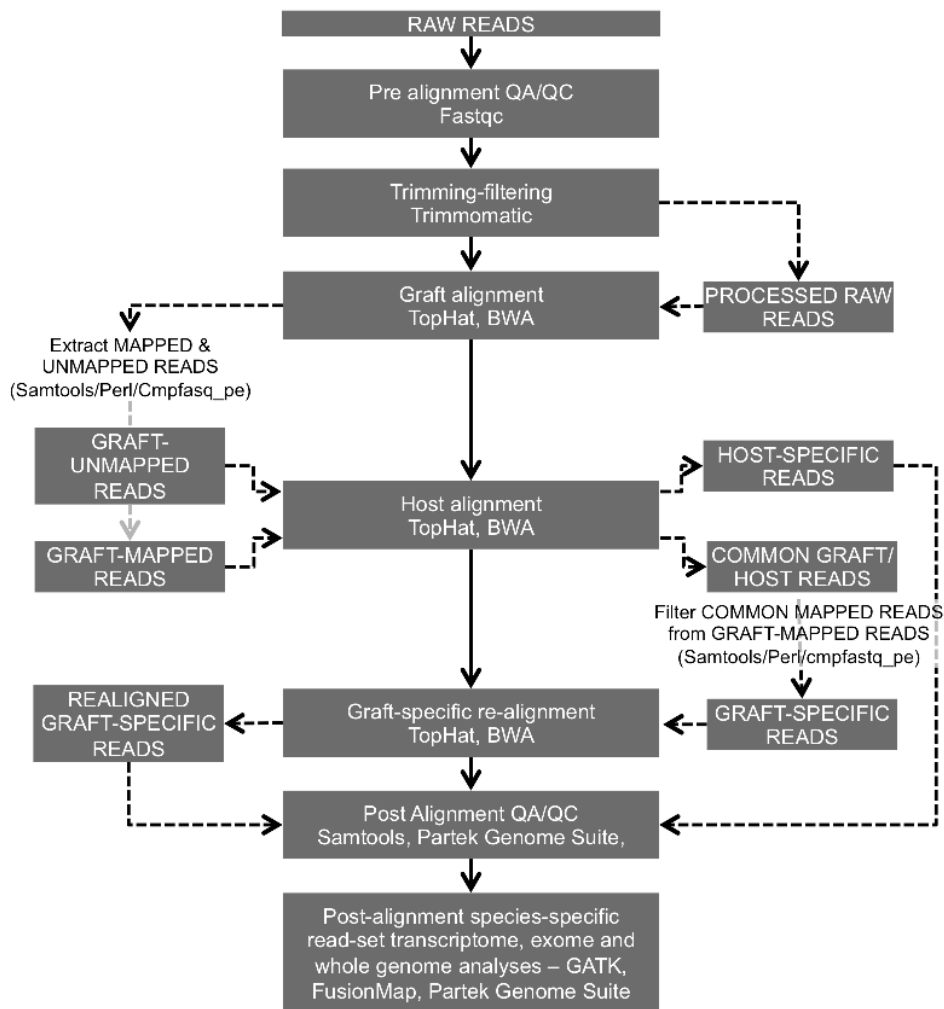 RAW READS
Pre alignment QA/QC
Fastqc
Trimming-filtering
Trimmomatic
Graft alignment
TopHat, BWA
PROCESSED RAW
READS
Extract MAPPED &
UNMAPPED READS
(Samtools/Perl/Cmpfasq_pe)
GRAFT-
UNMAPPED
READS
GRAFT-MAPPED
READS
Host alignment
TopHat, BWA
HOST-SPECIFIC
READS
COMMON GRAFT/
HOST READS
Filter COMMON MAPPED READS
from GRAFT-MAPPED READS
(Samtools/Perl/cmpfastq_pe)
REALIGNED
GRAFT-SPECIFIC
READS
Graft-specific re-alignment
TopHat, BWA
GRAFT-SPECIFIC
READS
Post Alignment QA/QC
Samtools, Partek Genome Suite,
Post-alignment species-specific
read-set transcriptome, exome and
whole genome analyses – GATK,
FusionMap, Partek Genome Suite